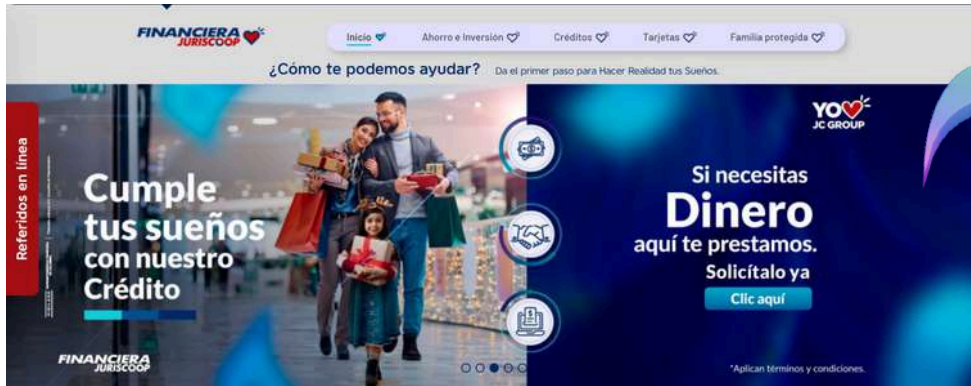 FINANCIERA
JURISCOOP
Inicio
Ahorro e Inversión
Créditos
Tarjetas
Familia protegida
¿Cómo te podemos ayudar? Da el primer paso para Hacer Realidad tus Sueños.
Referidos en línea
Cumple
tus sueños
con nuestro
Crédito
FINANCIERA
JURISCOOP
YO
JC GROUP
Si necesitas
Dinero
aquí te prestamos.
Solicítalo ya
Clic aquí
*Aplican términos y condiciones.